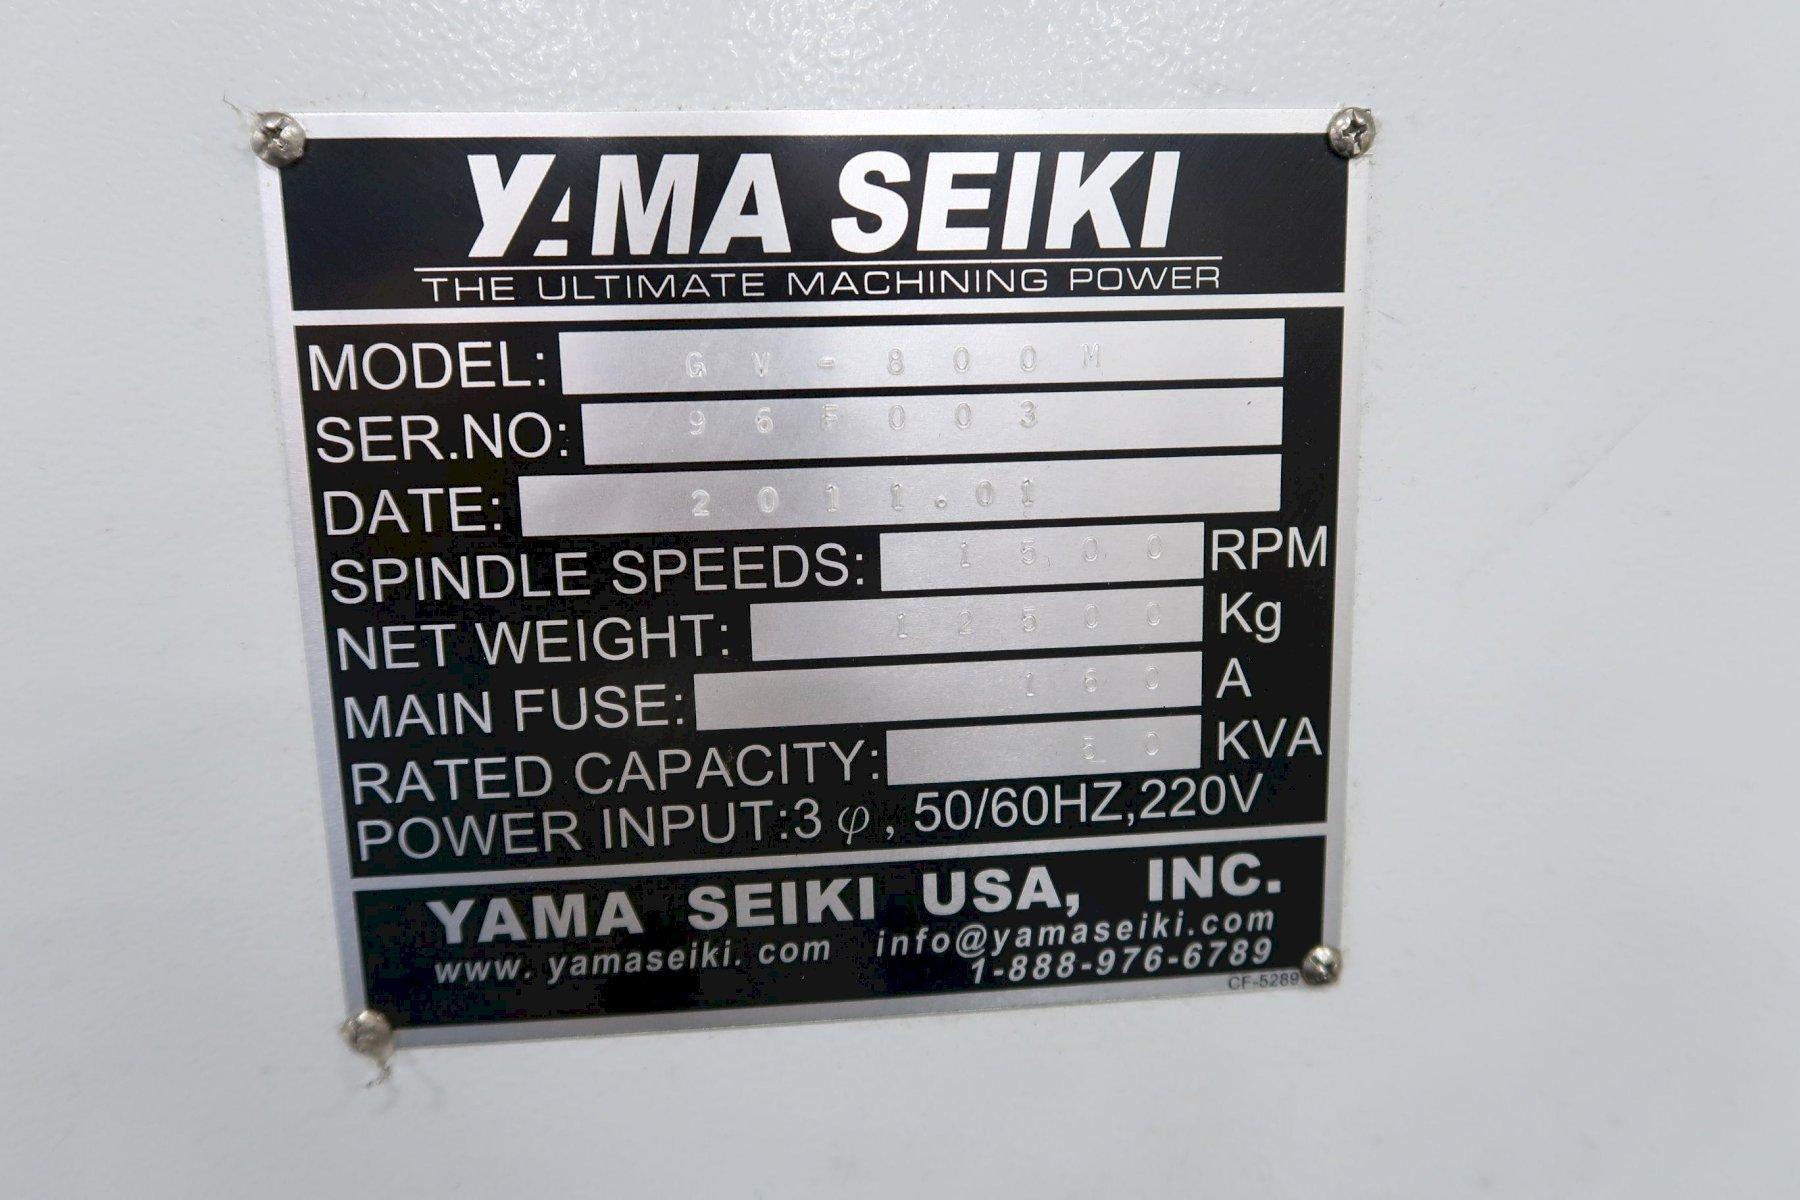 YAMA SEIKI
THE ULTIMATE MACHINING POWER
MODEL: GV-800M
SER.NO: 96F003
DATE: 2011.01
SPINDLE SPEEDS: 1500 RPM
NET WEIGHT: 12500 Kg
MAIN FUSE: 160 A
RATED CAPACITY: 50 KVA
POWER INPUT:3 φ, 50/60HZ,220V
YAMA SEIKI USA, INC.
www. yamaseiki. com info@yamaseiki.com
1-888-976-6789
CF-5289